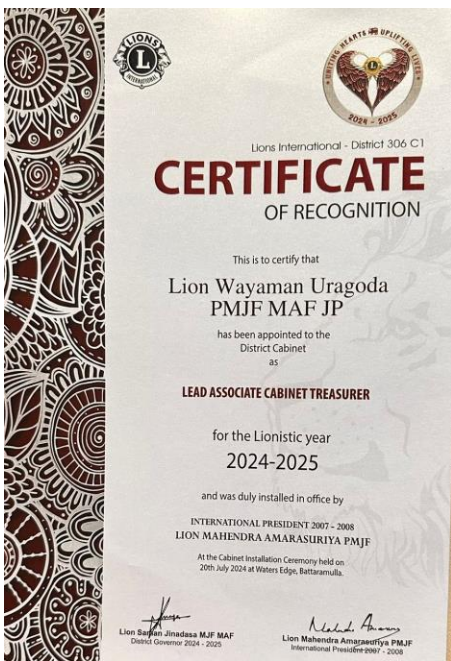 LIONS
L
INTERNATIONAL
UNITING HEARTS UPLIFTING LIVES
L
2024 - 2025
Lions International - District 306 C1
CERTIFICATE
OF RECOGNITION
This is to certify that
Lion Wayaman Uragoda
PMJF MAF JP
has been appointed to the
District Cabinet
as
LEAD ASSOCIATE CABINET TREASURER
for the Lionistic year
2024-2025
and was duly installed in office by
INTERNATIONAL PRESIDENT 2007 - 2008
LION MAHENDRA AMARASURIYA PMJF
At the Cabinet Installation Ceremony held on
20th July 2024 at Waters Edge, Battaramulla.
Lion Saman Jinadasa MJF MAF
District Governor 2024 - 2025
Lion Mahendra Amarasuriya PMJF
International President 2007 - 2008